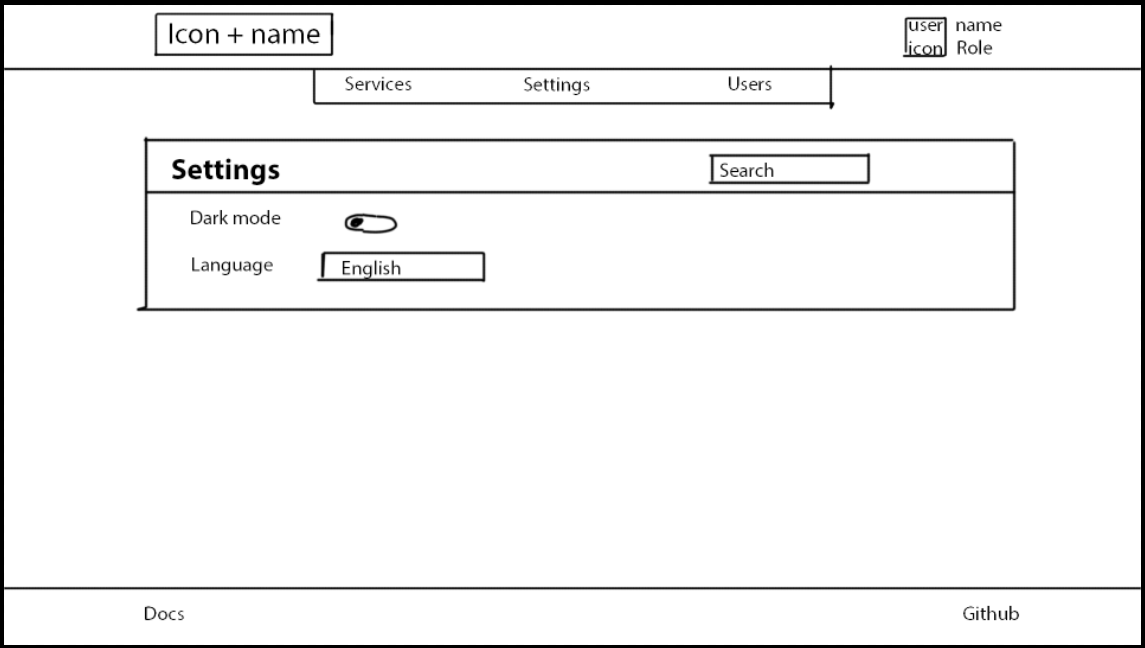 Icon + name
user name
icon Role
Services Settings Users
Settings Search
Dark mode
Language English
Docs Github